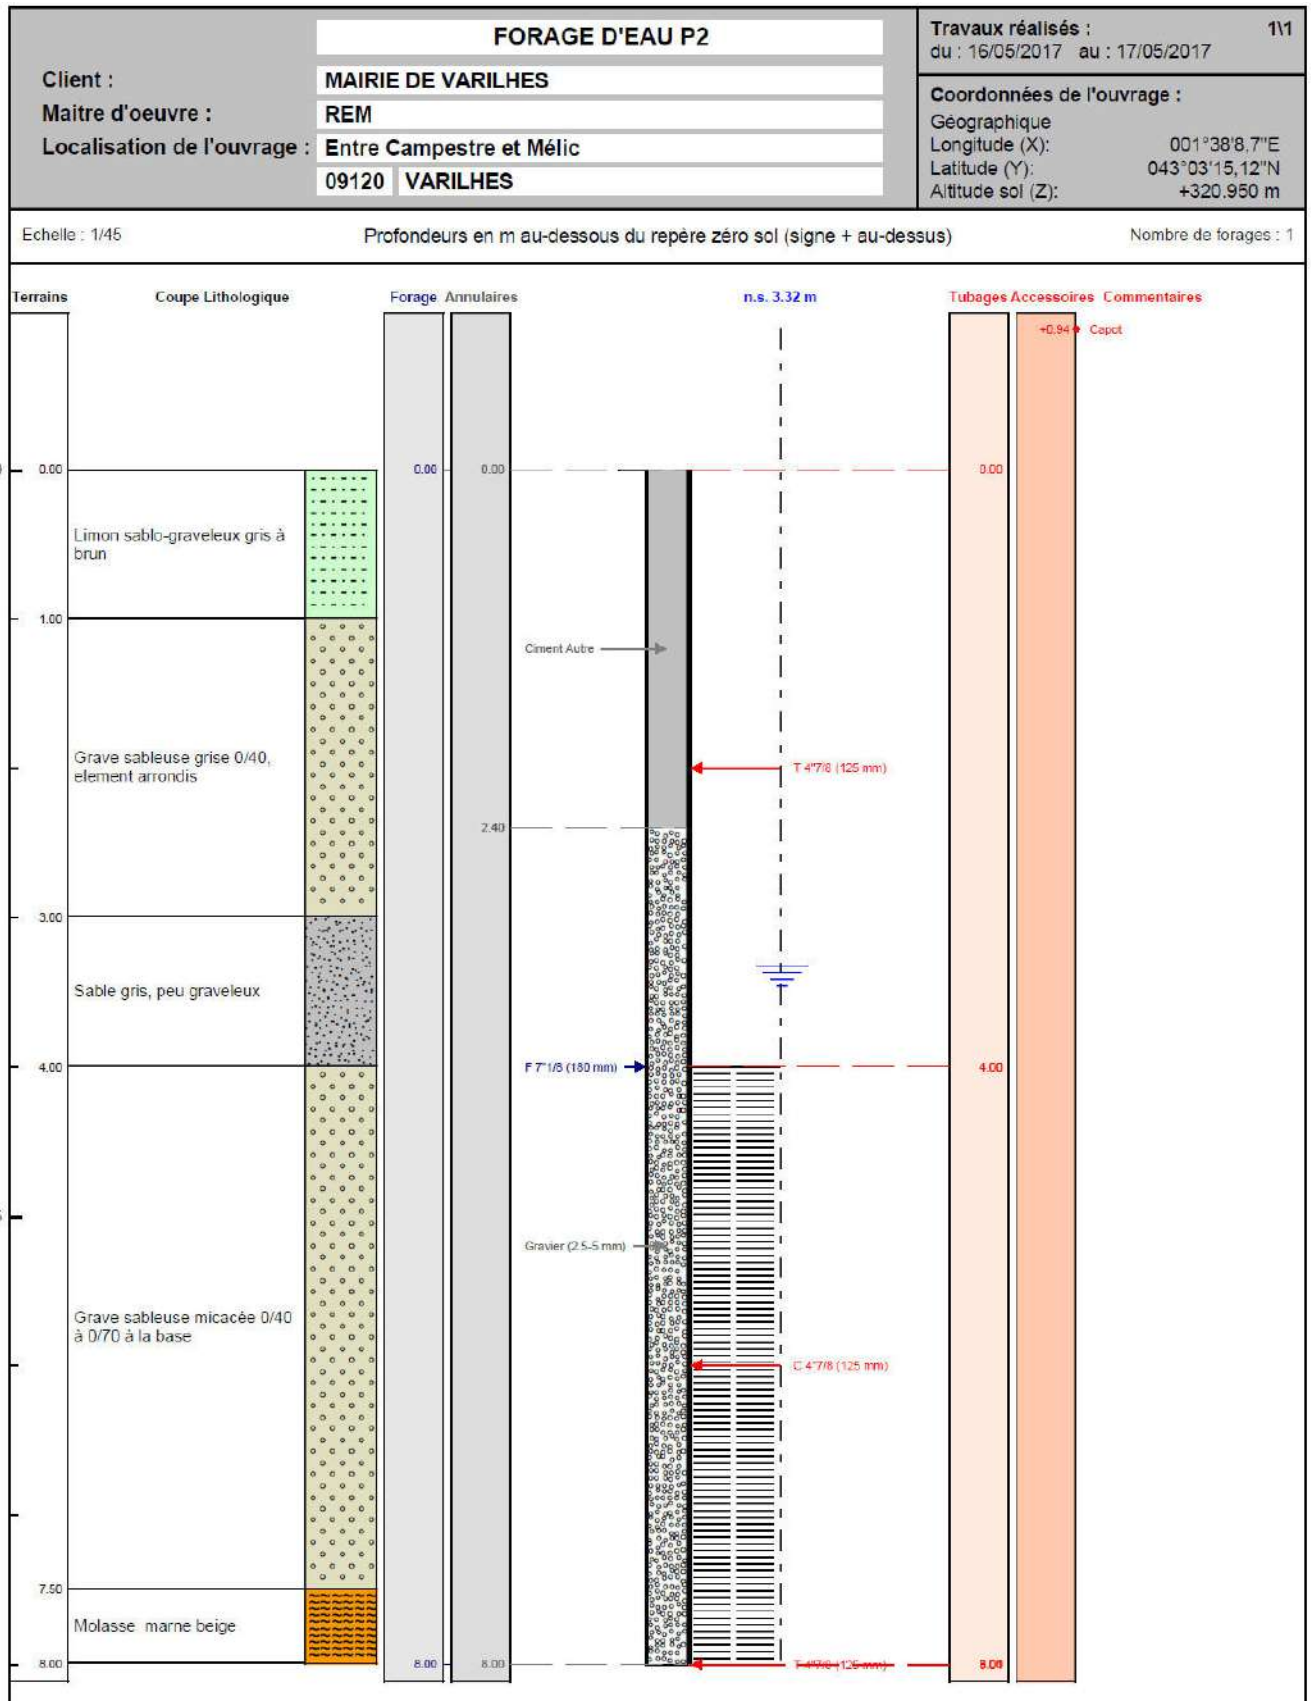 FORAGE D'EAU P2
Travaux réalisés : 1\1
du : 16/05/2017 au : 17/05/2017
Client : MAIRIE DE VARILHES
Maitre d'oeuvre : REM
Localisation de l'ouvrage : Entre Campestre et Mélic
09120 VARILHES
Coordonnées de l'ouvrage :
Géographique
Longitude (X): 001°38'8,7"E
Latitude (Y): 043°03'15,12"N
Altitude sol (Z): +320.950 m
Echelle : 1/45 Profondeurs en m au-dessous du repère zéro sol (signe + au-dessus) Nombre de forages : 1
Terrains Coupe Lithologique Forage Annulaires n.s. 3.32 m Tubages Accessoires Commentaires
+0.94 Capot
0.00 0.00 0.00 0.00
Limon sablo-graveleux gris à
brun
1.00
Ciment Autre
Grave sableuse grise 0/40,
element arrondis
T 4"7/8 (125 mm)
2.40
3.00
Sable gris, peu graveleux
4.00 F 7"1/8 (180 mm) 4.00
Gravier (2.5-5 mm)
Grave sableuse micacée 0/40
à 0/70 à la base
C 4"7/8 (125 mm)
7.50
Molasse marne beige
8.00 8.00 8.00 T 4"7/8 (125 mm)